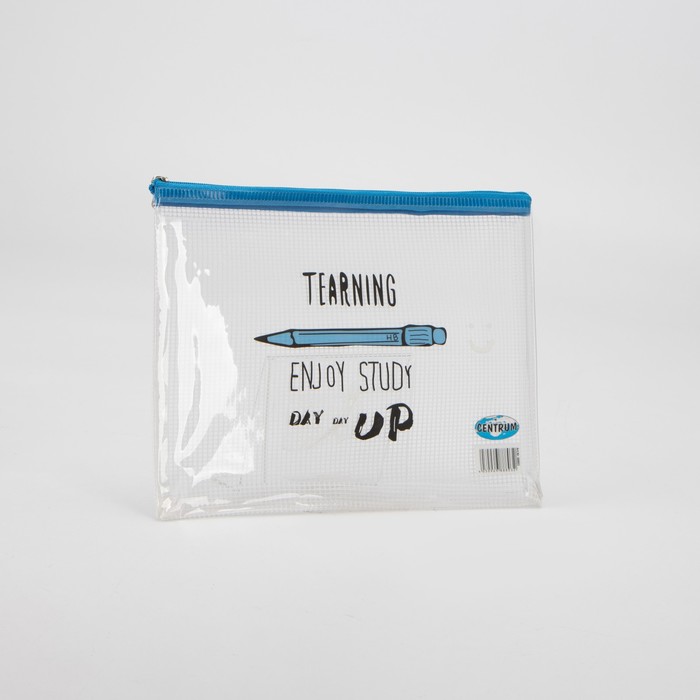 TEARNING
HB
ENJOY STUDY
DAY DAY UP
CENTRUM